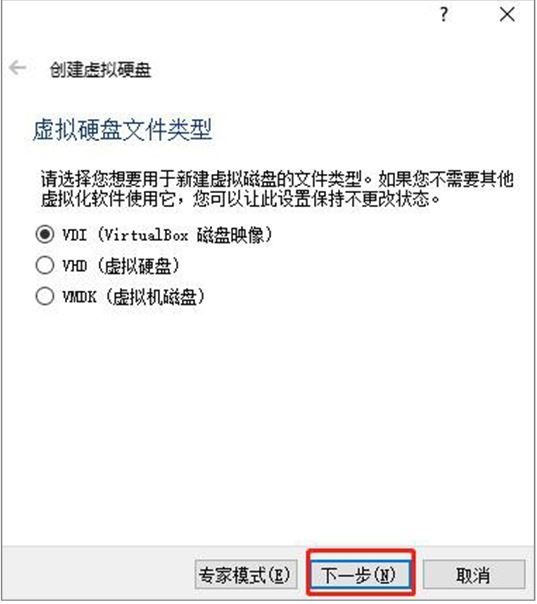 ?
创建虚拟硬盘
虚拟硬盘文件类型
请选择您想要用于新建虚拟磁盘的文件类型。如果您不需要其他
虚拟化软件使用它，您可以让此设置保持不更改状态。
VDI (VirtualBox 磁盘映像)
VHD (虚拟硬盘)
VMDK (虚拟机磁盘)
专家模式(E) 下一步(N) 取消